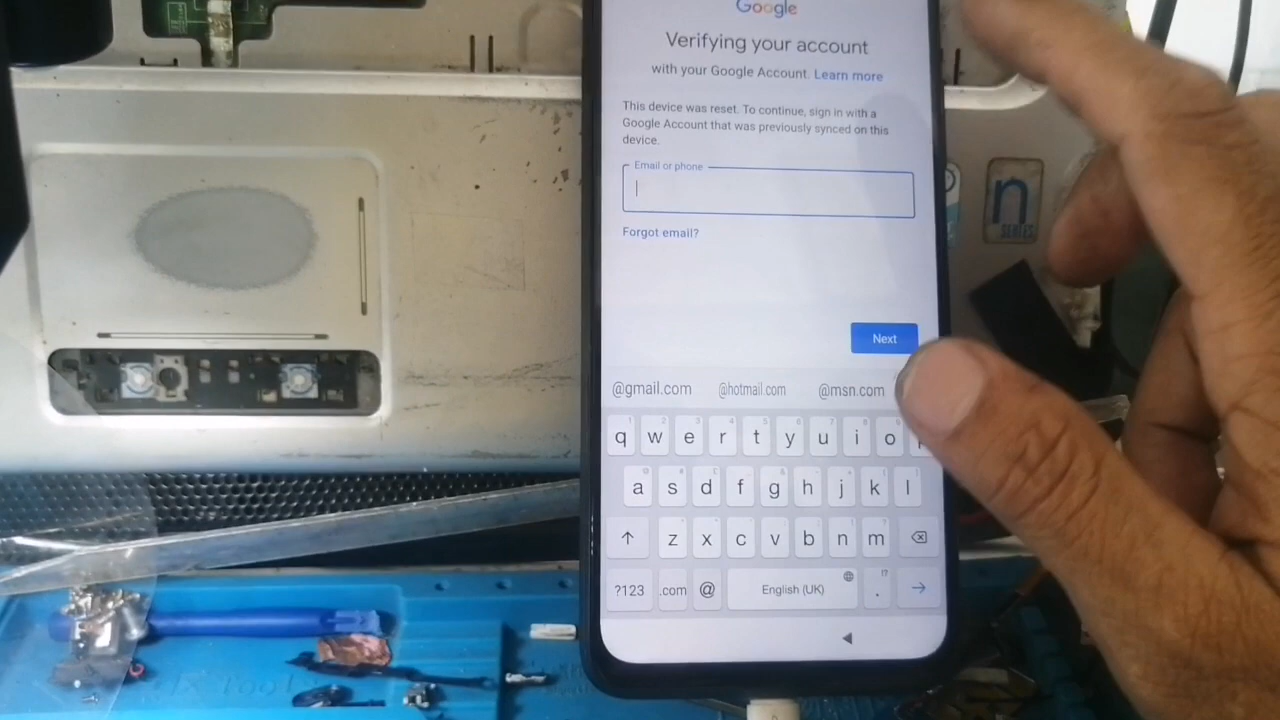 Google
Verifying your account
with your Google Account. Learn more
This device was reset. To continue, sign in with a
Google Account that was previously synced on this
device.
Email or phone
Forgot email?
Next
@gmail.com @hotmail.com @msn.com
q w e r t y u i o
a s d f g h j k l
z x c v b n m
?123 .com @ English (UK) .
n
SERIES